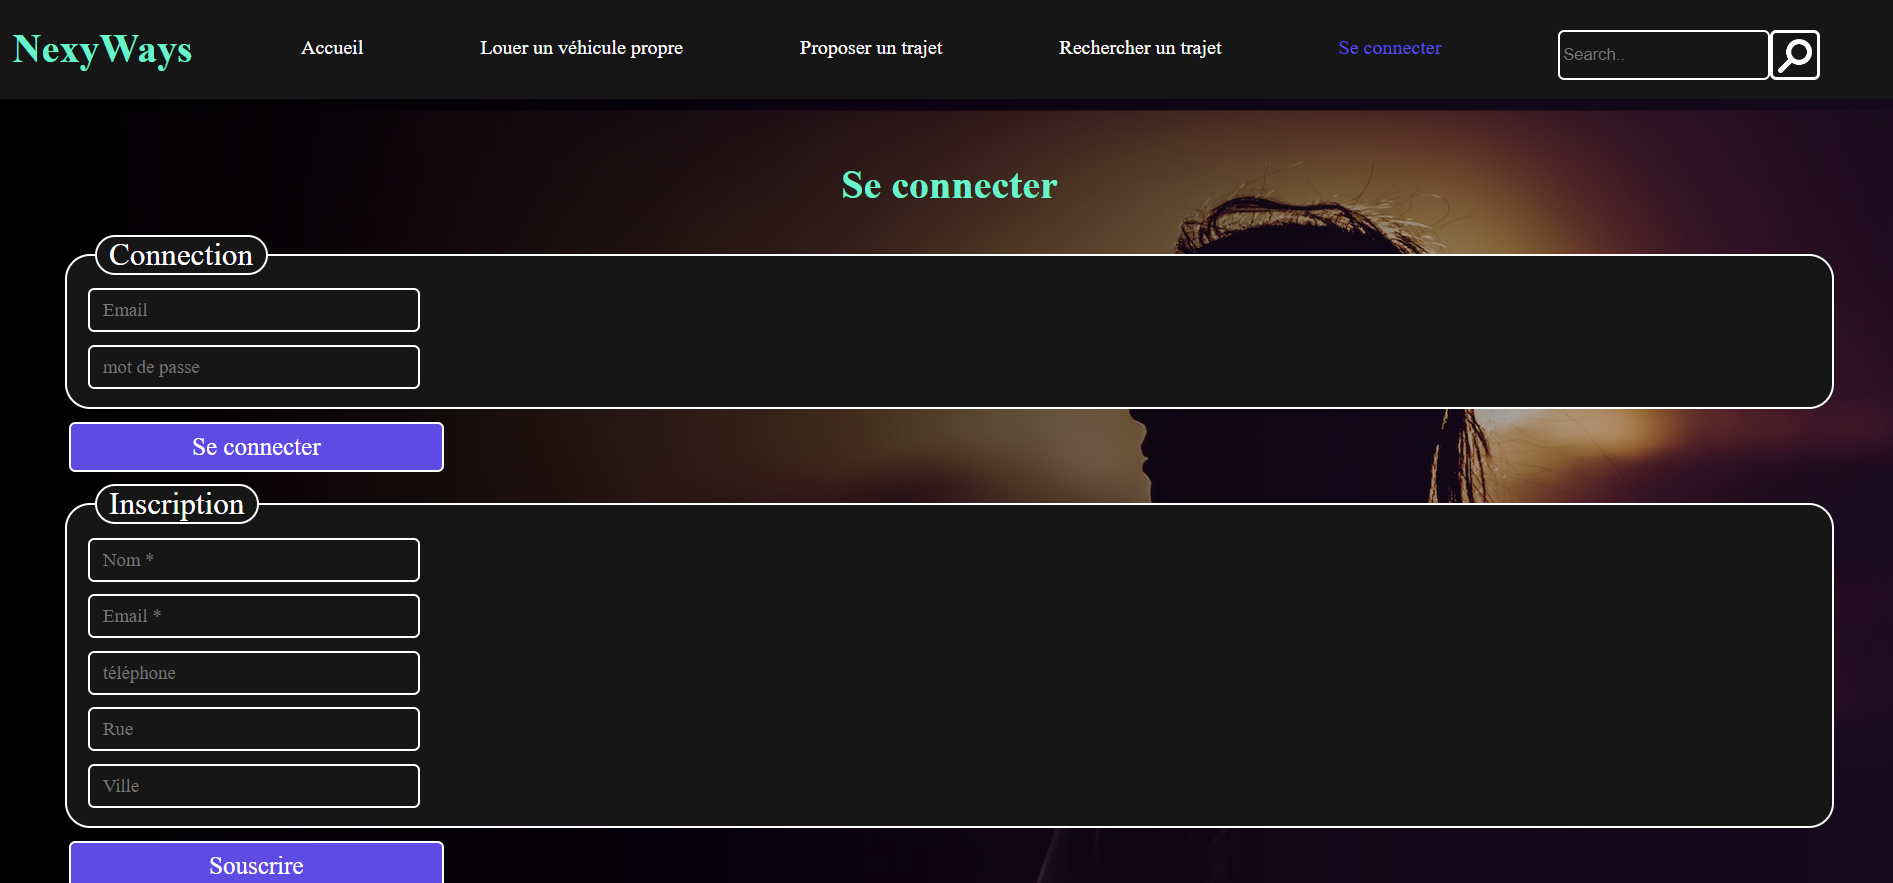 NexyWays
Accueil
Louer un véhicule propre
Proposer un trajet
Rechercher un trajet
Se connecter
Search..
Se connecter
Connection
Email
mot de passe
Se connecter
Inscription
Nom *
Email *
téléphone
Rue
Ville
Souscrire